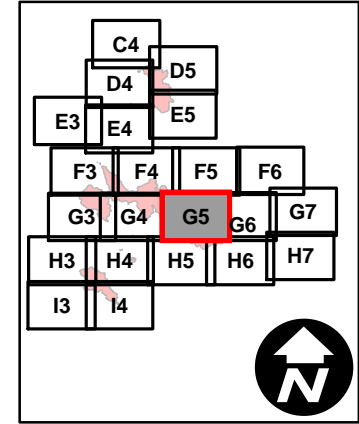 C4
D4 D5
E3 E4 E5
F3 F4 F5 F6
G3 G4 G5 G6 G7
H3 H4 H5 H6 H7
I3 I4
N